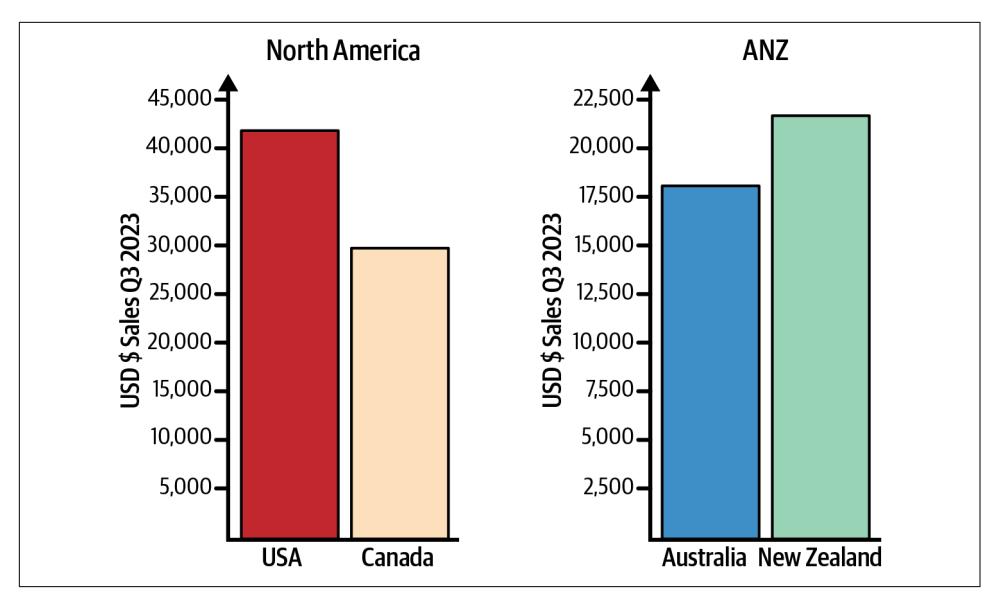 North America
45,000
40,000
35,000
30,000
25,000
20,000
15,000
10,000
5,000
USD $ Sales Q3 2023
USA
Canada
ANZ
22,500
20,000
17,500
15,000
12,500
10,000
7,500
5,000
2,500
USD $ Sales Q3 2023
Australia
New Zealand